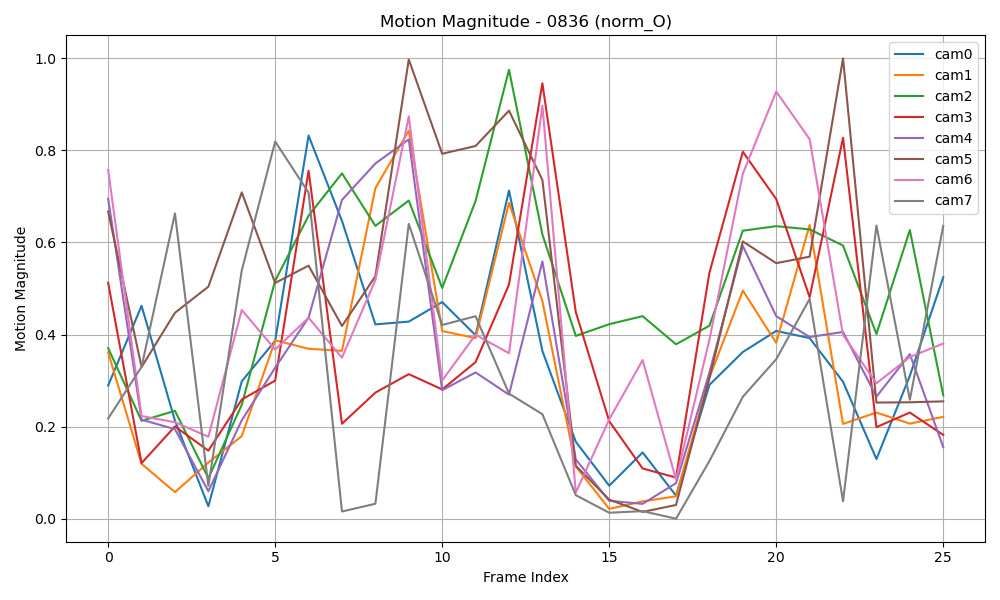 Motion Magnitude - 0836 (norm_O)
Motion Magnitude
1.0
0.8
0.6
0.4
0.2
0.0
0 5 10 15 20 25
Frame Index
cam0
cam1
cam2
cam3
cam4
cam5
cam6
cam7